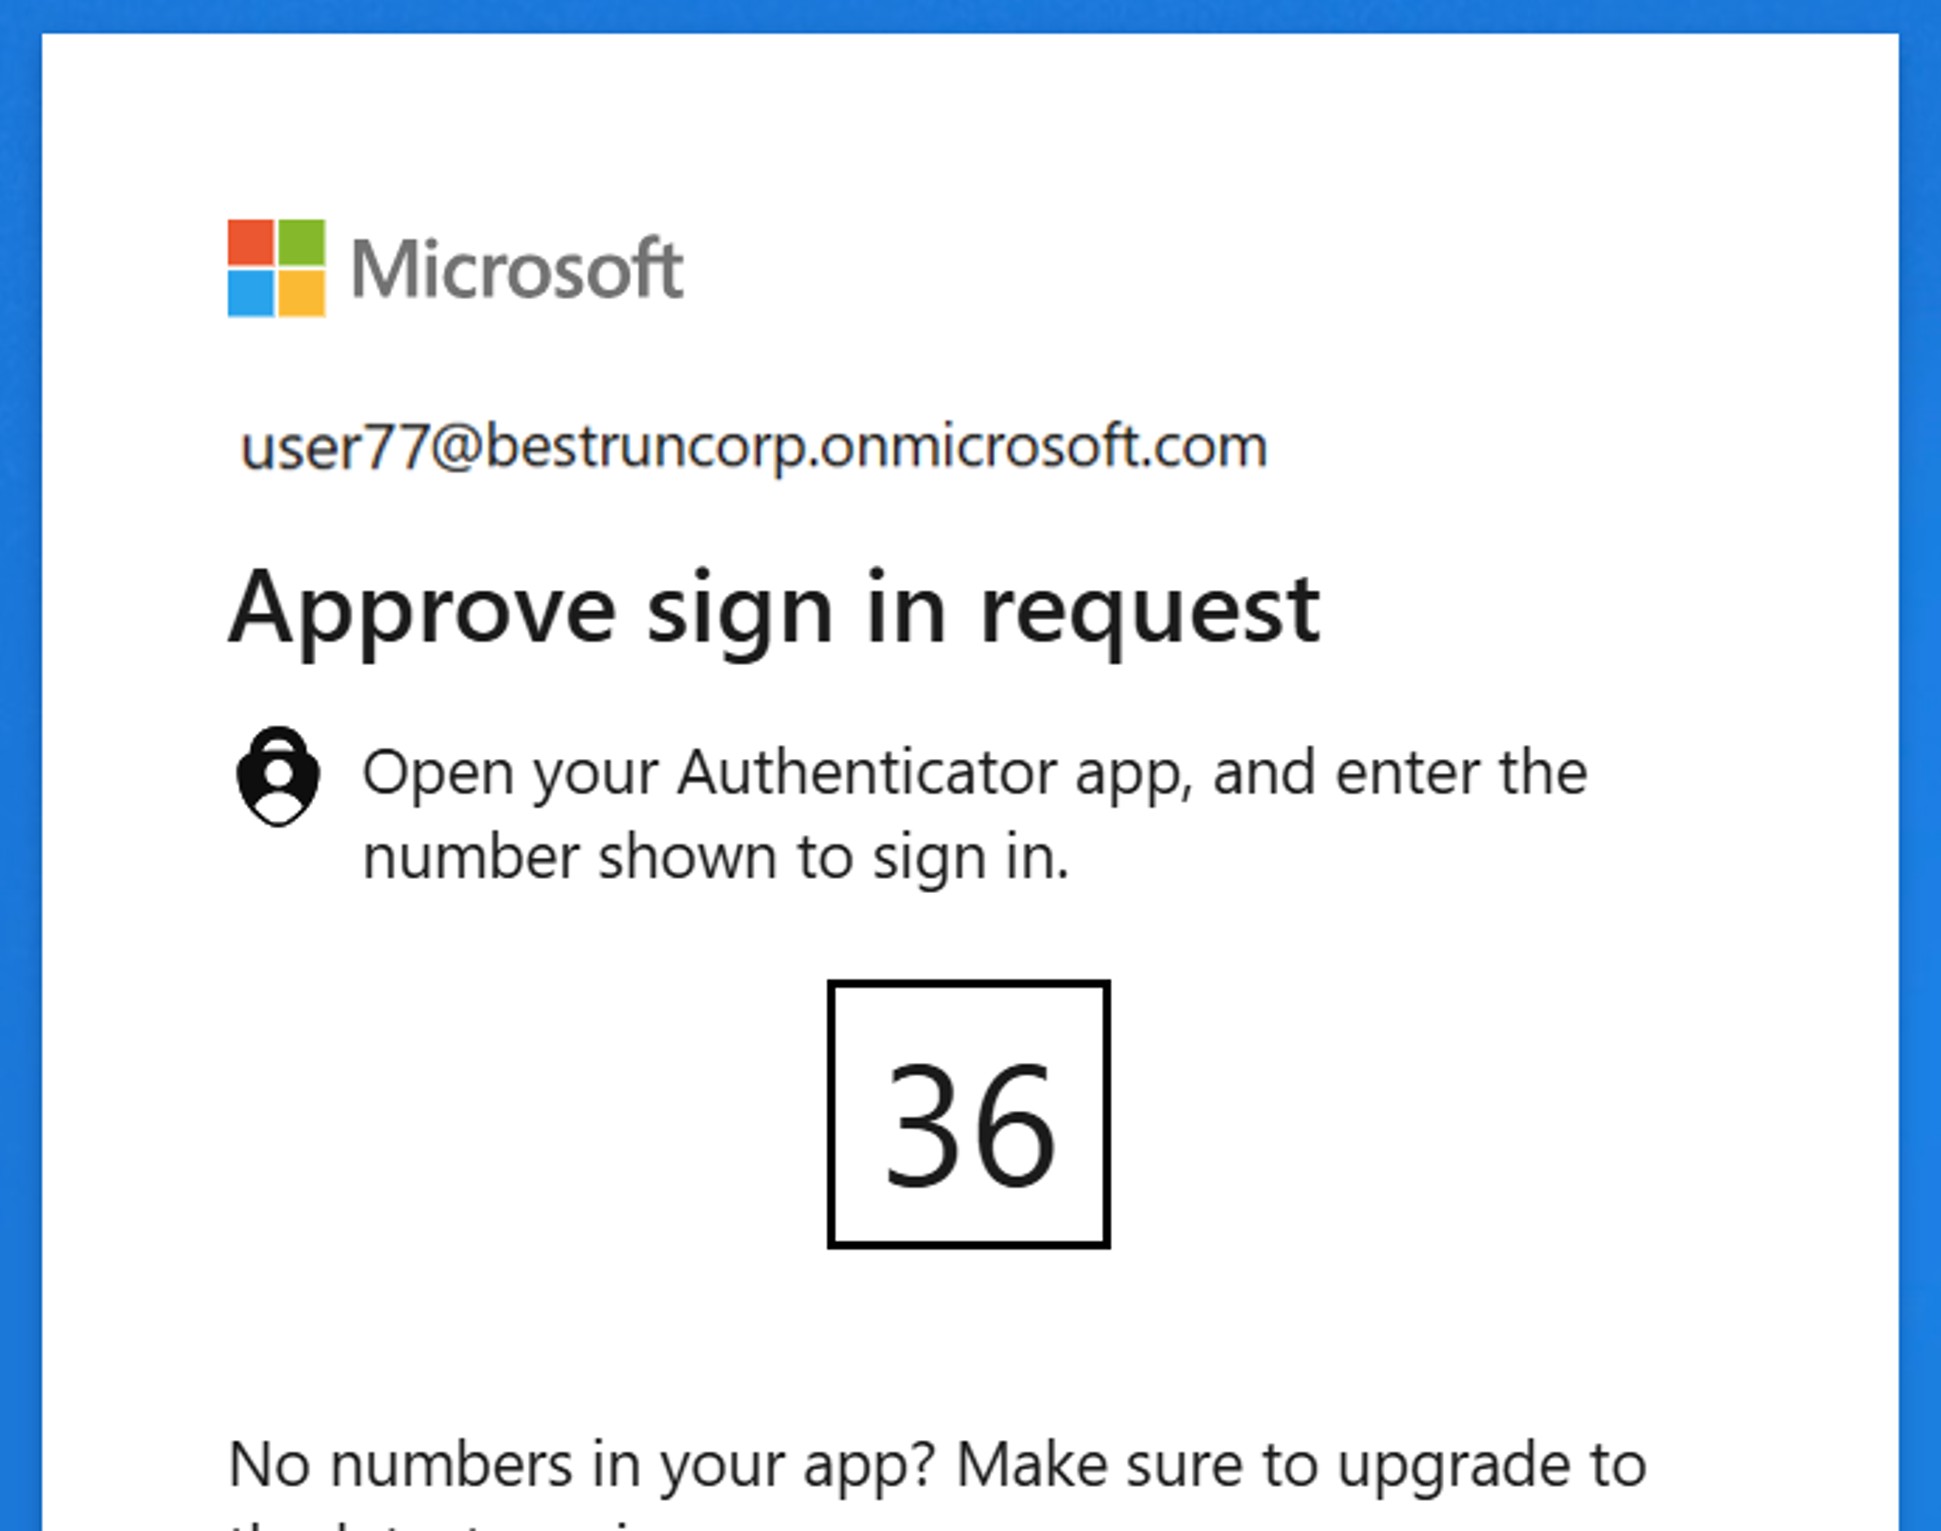 Microsoft
user77@bestruncorp.onmicrosoft.com
Approve sign in request
Open your Authenticator app, and enter the
number shown to sign in.
36
No numbers in your app? Make sure to upgrade to